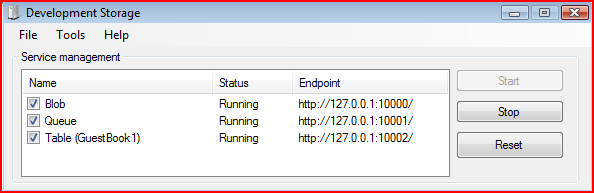 Development Storage
File Tools Help
Service management
Name Status Endpoint Start
Blob Running http://127.0.0.1:10000/
Queue Running http://127.0.0.1:10001/ Stop
Table (GuestBook1) Running http://127.0.0.1:10002/
Reset